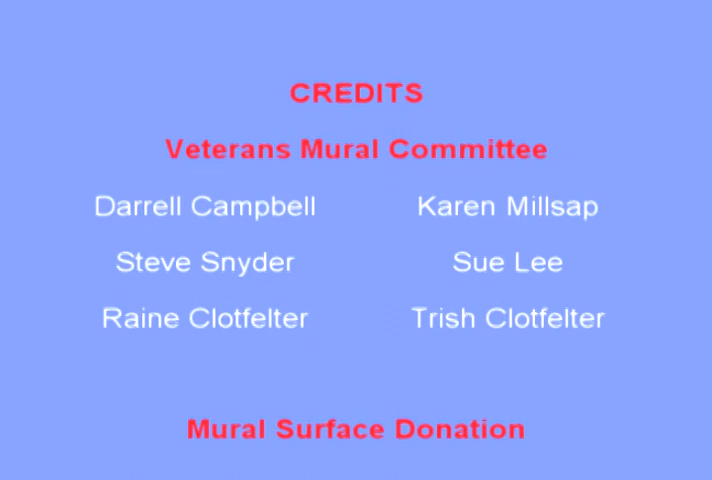 CREDITS
Veterans Mural Committee
Darrell Campbell Karen Millsap
Steve Snyder Sue Lee
Raine Clotfelter Trish Clotfelter
Mural Surface Donation